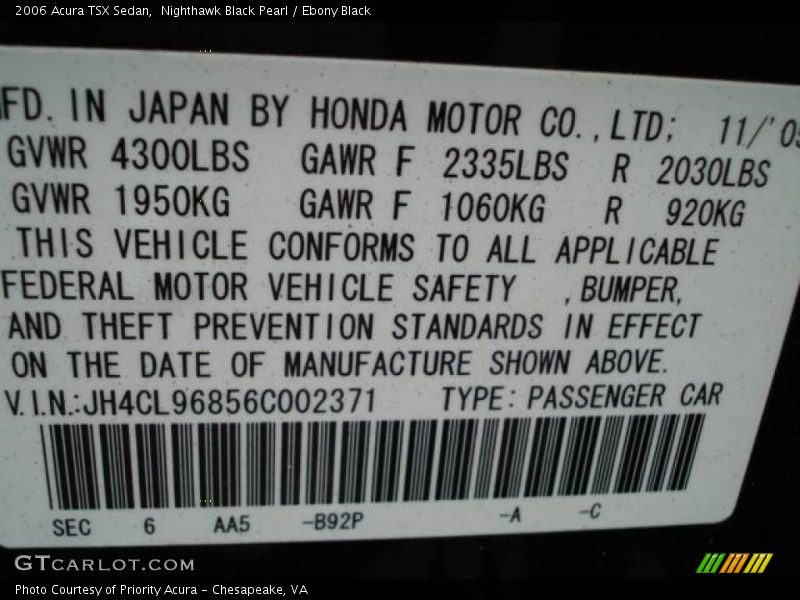 2006 Acura TSX Sedan,  Nighthawk Black Pearl / Ebony Black
MFD. IN JAPAN BY HONDA MOTOR CO.,LTD; 11/'05
GVWR 4300LBS GAWR F 2335LBS R 2030LBS
GVWR 1950KG GAWR F 1060KG R 920KG
THIS VEHICLE CONFORMS TO ALL APPLICABLE
FEDERAL MOTOR VEHICLE SAFETY ,BUMPER,
AND THEFT PREVENTION STANDARDS IN EFFECT
ON THE DATE OF MANUFACTURE SHOWN ABOVE.
V.I.N.:JH4CL96856C002371 TYPE: PASSENGER CAR
SEC 6 AA5 -B92P -A -C
GTCARLOT.COM
Photo Courtesy of Priority Acura – Chesapeake, VA